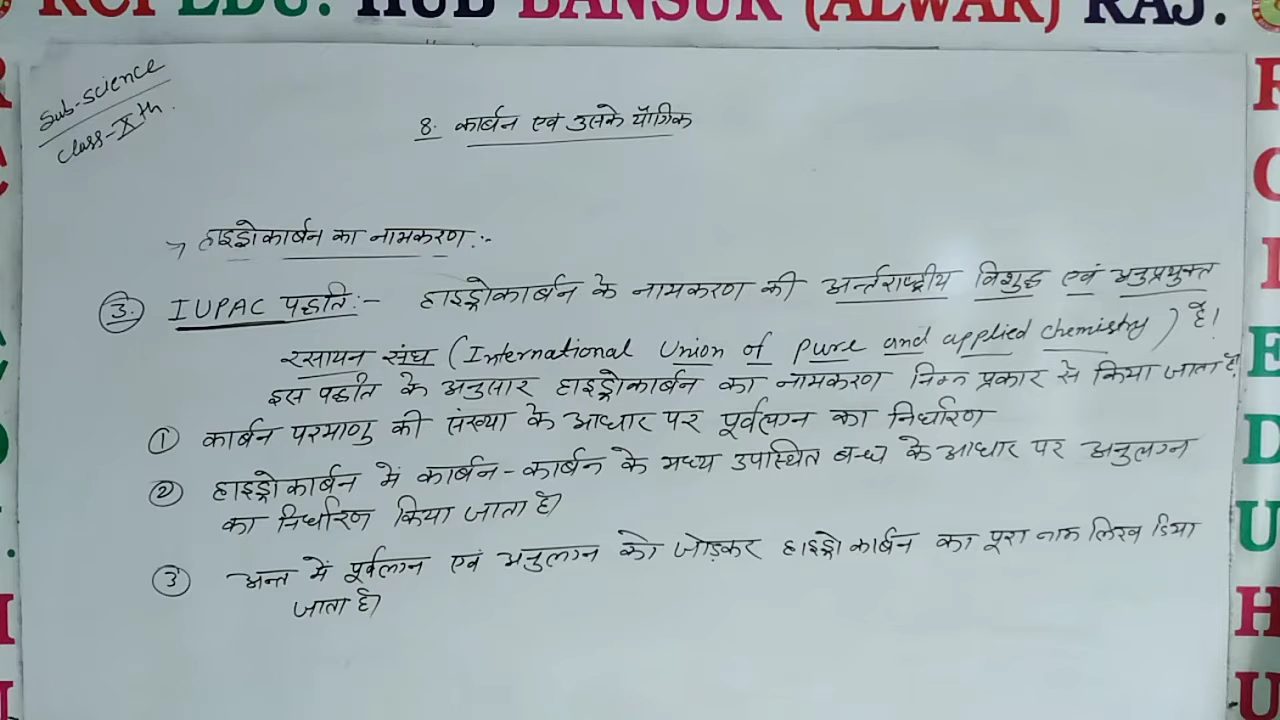 RCI EDU. HUB BANSUR (ALWAR) RAJ.
Sub-science
Class-Xth.
8. कार्बन एवं उसके यौगिक
→ हाइड्रोकार्बन का नामकरण :-
③. IUPAC पद्धति :- हाइड्रोकार्बन के नामकरण की अर्न्तराष्ट्रीय विशुद्ध एवं अनुप्रयुक्त
रसायन संघ (International Union of Pure and applied chemistry) है।
इस पद्धति के अनुसार हाइड्रोकार्बन का नामकरण निम्न प्रकार से किया जाता है,
① कार्बन परमाणु की संख्या के आधार पर पूर्वलग्न का निर्धारण
② हाइड्रोकार्बन में कार्बन-कार्बन के मध्य उपस्थित बन्ध के आधार पर अनुलग्न
का निर्धारण किया जाता है।
③ अन्त में पूर्वलग्न एवं अनुलग्न को जोड़कर हाइड्रोकार्बन का पूरा नाम लिख दिया
जाता है।
R
C
I
E
D
U
H
U